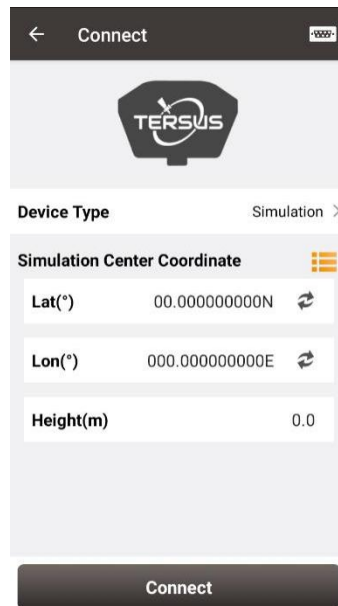 Connect
TERSUS
Device Type Simulation
Simulation Center Coordinate
Lat(°) 00.000000000N
Lon(°) 000.000000000E
Height(m) 0.0
Connect